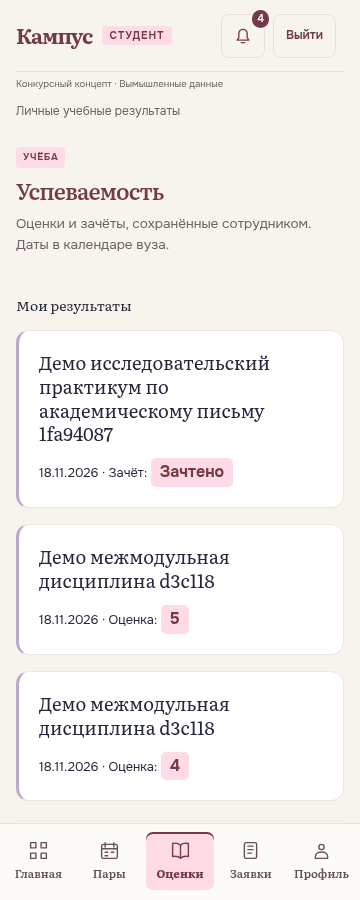 Кампус СТУДЕНТ 4 Выйти
Конкурсный концепт · Вымышленные данные
Личные учебные результаты
УЧЁБА
Успеваемость
Оценки и зачёты, сохранённые сотрудником.
Даты в календаре вуза.
Мои результаты
Демо исследовательский
практикум по
академическому письму
1fa94087
18.11.2026 · Зачёт: Зачтено
Демо межмодульная
дисциплина d3c118
18.11.2026 · Оценка: 5
Демо межмодульная
дисциплина d3c118
18.11.2026 · Оценка: 4
Главная Пары Оценки Заявки Профиль